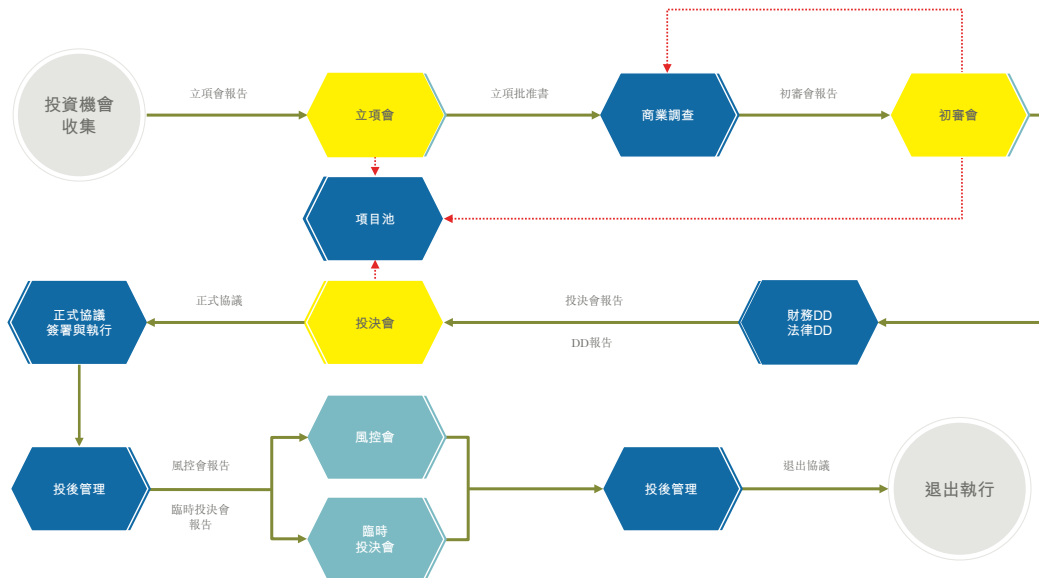 投資機會
收集
立項會報告
立項會
立項批准書
商業調查
初審會報告
初審會
項目池
正式協議
簽署與執行
正式協議
投決會
投決會報告
DD報告
財務DD
法律DD
投後管理
風控會報告
臨時投決會
報告
風控會
臨時
投決會
投後管理
退出協議
退出執行